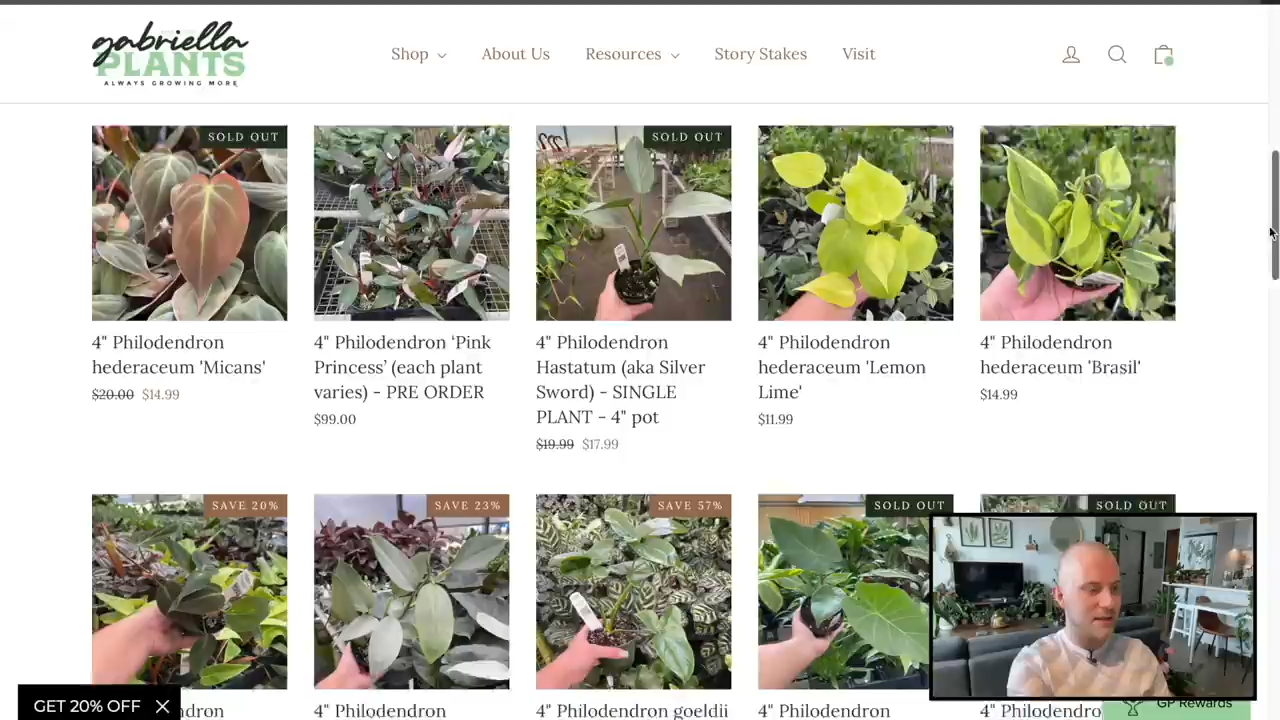 gabriella
PLANTS
ALWAYS GROWING MORE
Shop
About Us
Resources
Story Stakes
Visit
SOLD OUT
SOLD OUT
4" Philodendron
hederaceum 'Micans'
$20.00 $14.99
4" Philodendron ‘Pink
Princess’ (each plant
varies) - PRE ORDER
$99.00
4" Philodendron
Hastatum (aka Silver
Sword) - SINGLE
PLANT - 4" pot
$19.99 $17.99
4" Philodendron
hederaceum 'Lemon
Lime'
$11.99
4" Philodendron
hederaceum 'Brasil'
$14.99
SAVE 20%
SAVE 23%
SAVE 57%
SOLD OUT
SOLD OUT
4" Philodendron
4" Philodendron goeldii
4" Philodendron
GET 20% OFF
GP Rewards